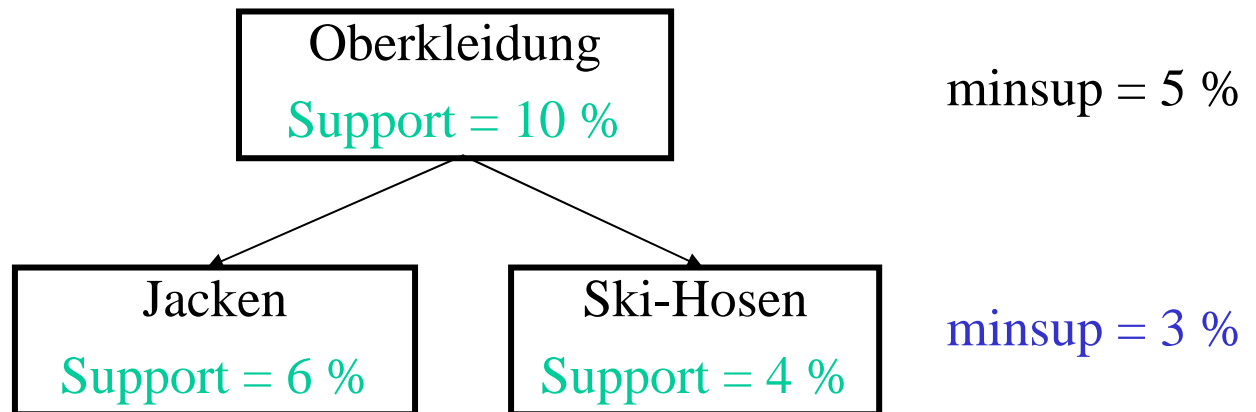 Oberkleidung
Support = 10 %
minsup = 5 %
Jacken
Support = 6 %
Ski-Hosen
Support = 4 %
minsup = 3 %